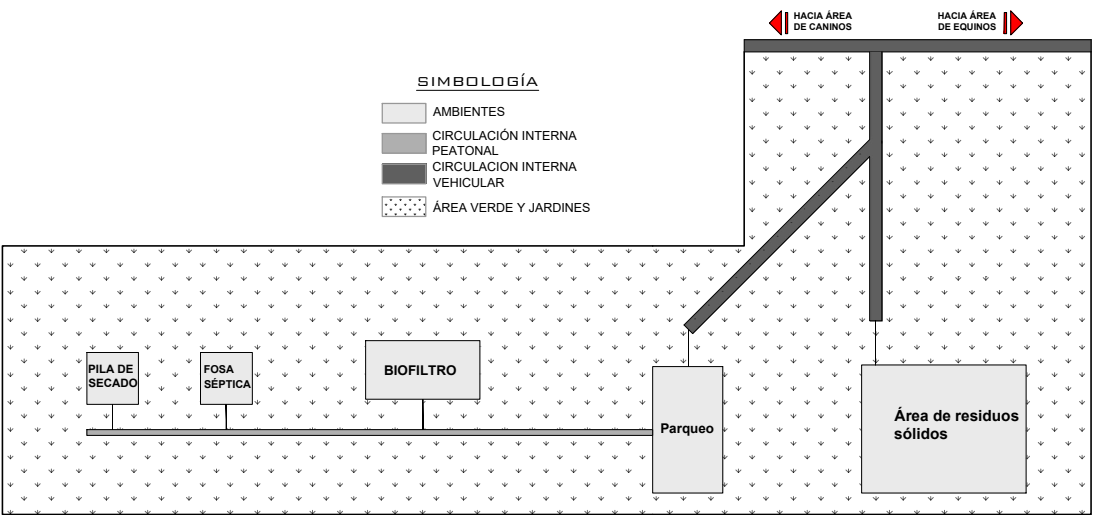 HACIA ÁREA
DE CANINOS
HACIA ÁREA
DE EQUINOS
SIMBOLOGÍA
AMBIENTES
CIRCULACIÓN INTERNA
PEATONAL
CIRCULACION INTERNA
VEHICULAR
ÁREA VERDE Y JARDINES
PILA DE
SECADO
FOSA
SÉPTICA
BIOFILTRO
Parqueo
Área de residuos
sólidos